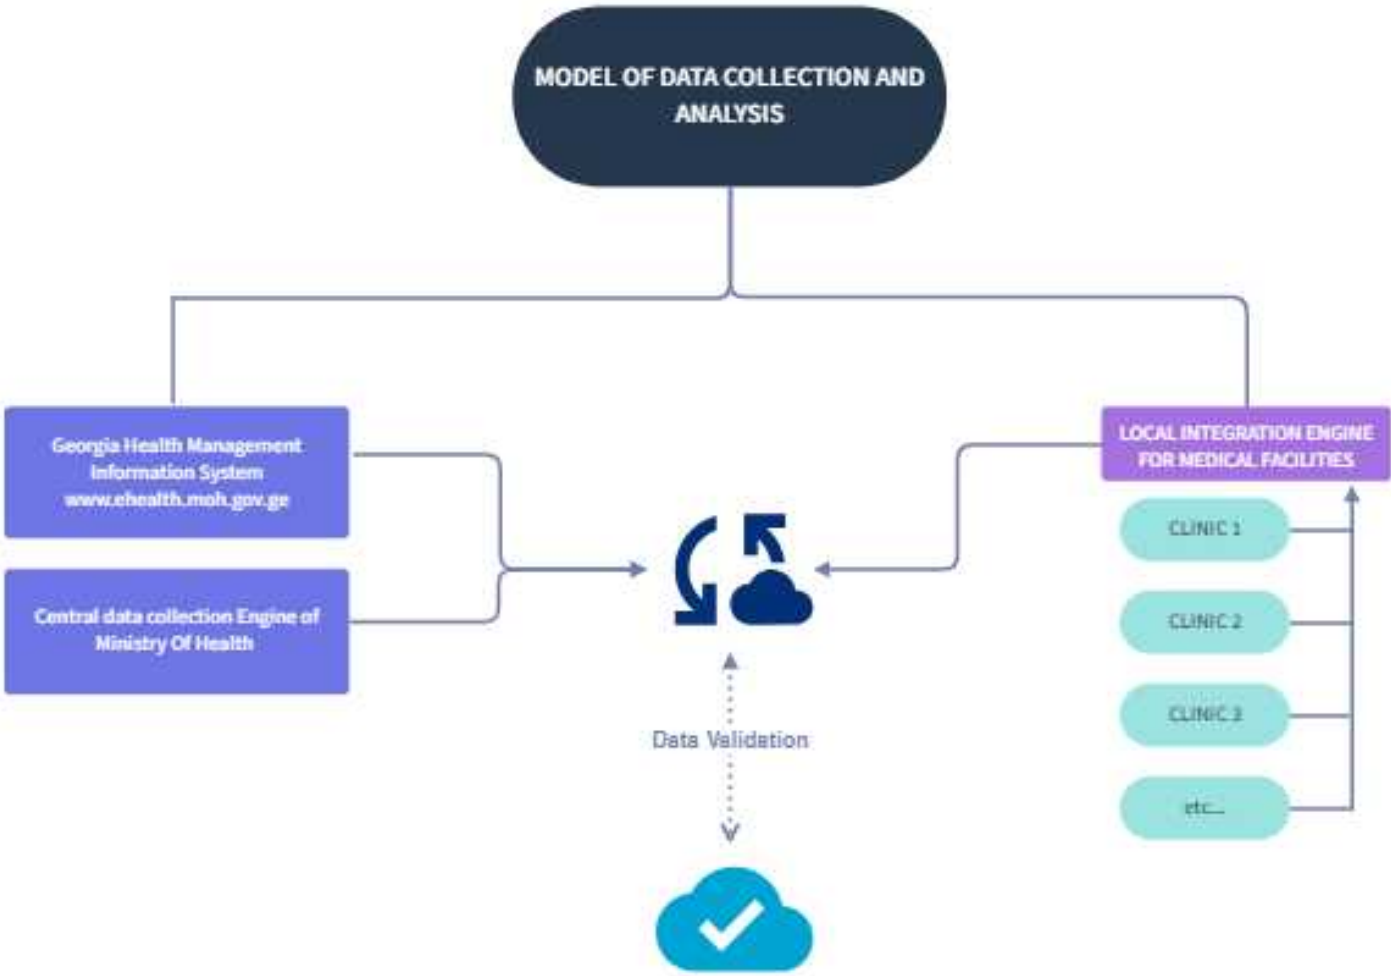 MODEL OF DATA COLLECTION AND
ANALYSIS
Georgia Health Management
Information System
www.ehealth.moh.gov.ge
Central data collection Engine of
Ministry Of Health
LOCAL INTEGRATION ENGINE
FOR MEDICAL FACILITIES
CLINIC 1
CLINIC 2
CLINIC 3
etc...
Data Validation